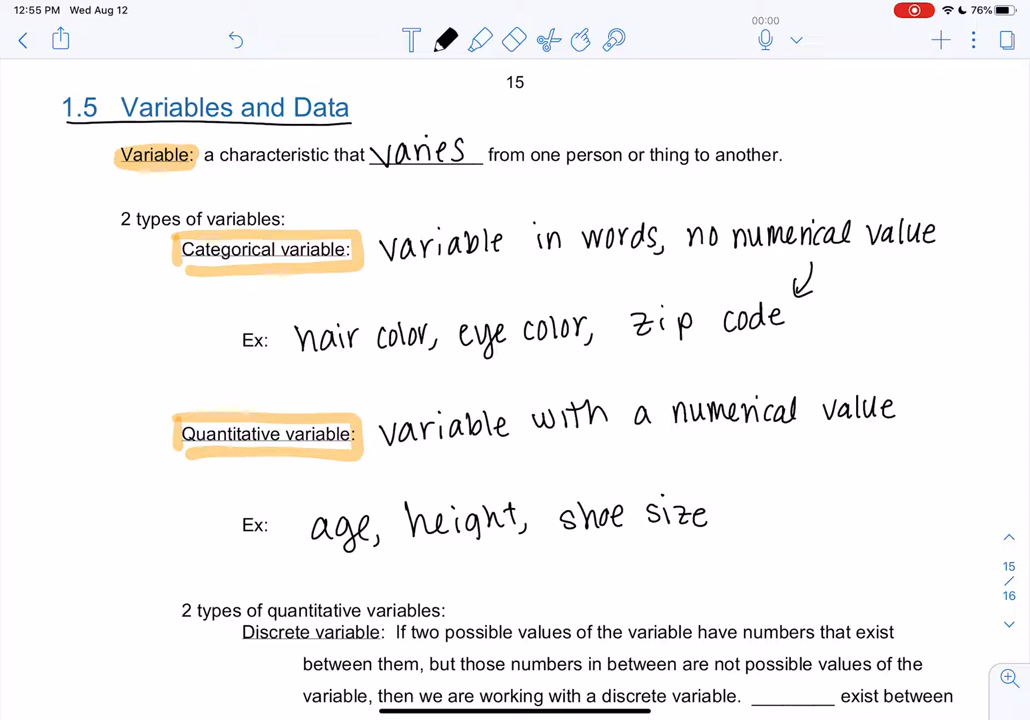 12:55 PM Wed Aug 12
76%
00:00
15
1.5 Variables and Data
Variable: a characteristic that varies from one person or thing to another.
2 types of variables:
Categorical variable: variable in words, no numerical value
Ex: hair color, eye color, zip code
Quantitative variable: variable with a numerical value
Ex: age, height, shoe size
15
/
16
2 types of quantitative variables:
Discrete variable: If two possible values of the variable have numbers that exist
between them, but those numbers in between are not possible values of the
variable, then we are working with a discrete variable. ________ exist between